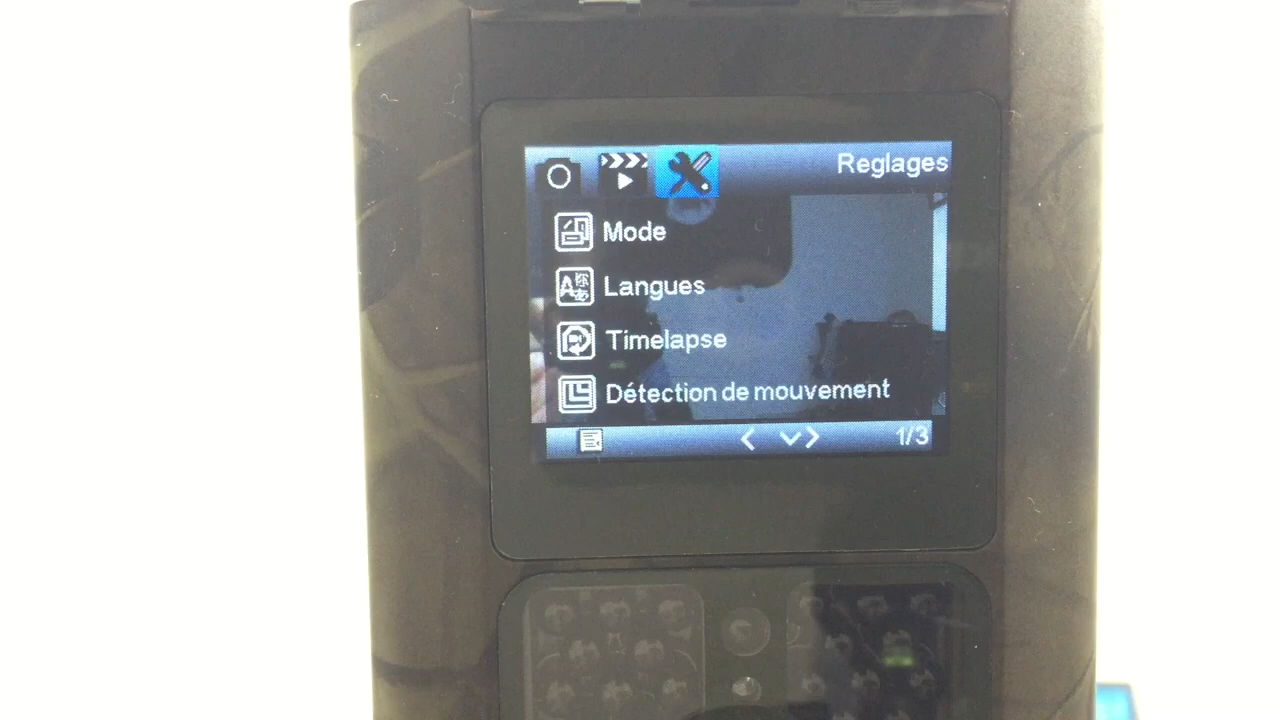 Reglages
Mode
Langues
Timelapse
Détection de mouvement
1/3